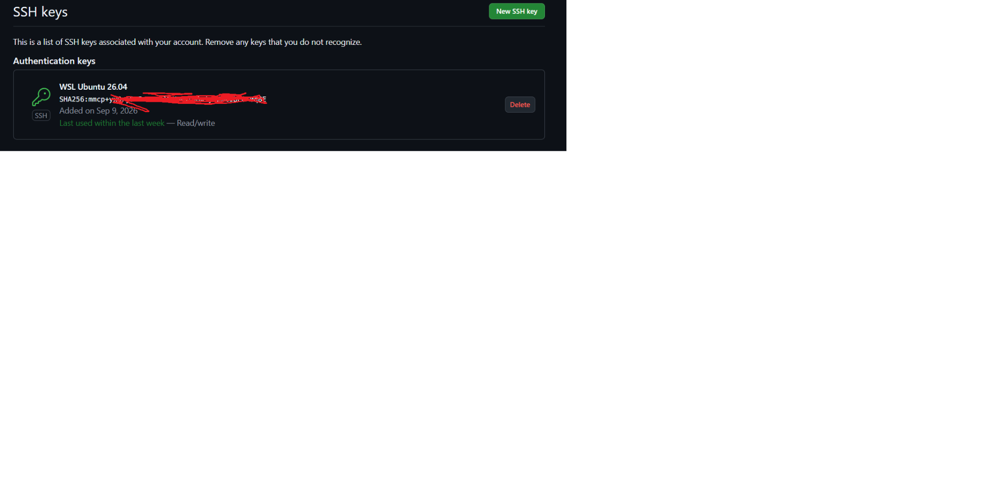 SSH keys
New SSH key
This is a list of SSH keys associated with your account. Remove any keys that you do not recognize.
Authentication keys
WSL Ubuntu 26.04
SHA256:mmcp+
Added on Sep 9, 2026
SSH
Last used within the last week — Read/write
Delete